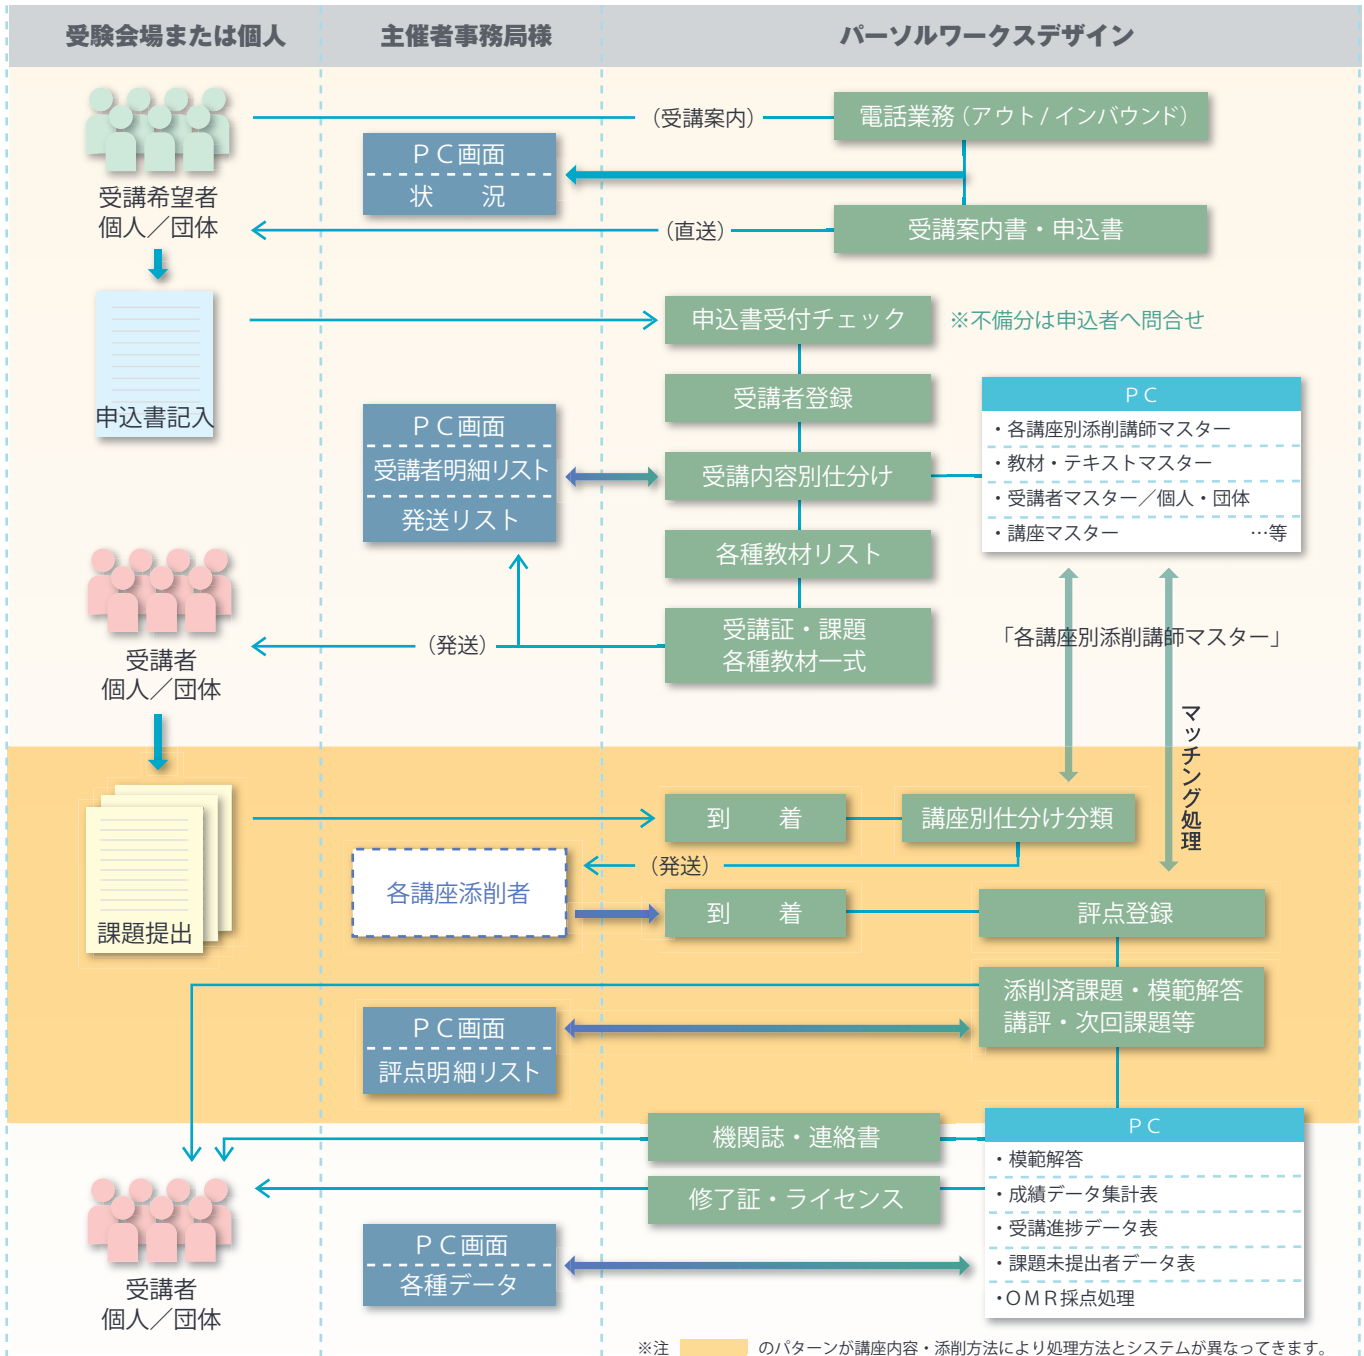 受験会場または個人
主催者事務局様
パーソルワークスデザイン
（受講案内）
電話業務（アウト / インバウンド）
ＰＣ画面
状　況
受講希望者
個人／団体
（直送）
受講案内書・申込書
申込書記入
申込書受付チェック
※不備分は申込者へ問合せ
受講者登録
ＰＣ画面
受講者明細リスト
発送リスト
受講内容別仕分け
ＰＣ
・各講座別添削講師マスター
・教材・テキストマスター
・受講者マスター／個人・団体
・講座マスター　…等
各種教材リスト
受講証・課題
各種教材一式
（発送）
受講者
個人／団体
「各講座別添削講師マスター」
マッチング処理
課題提出
到　着
講座別仕分け分類
（発送）
各講座添削者
到　着
評点登録
添削済課題・模範解答
講評・次回課題等
ＰＣ画面
評点明細リスト
機関誌・連絡書
修了証・ライセンス
ＰＣ
・模範解答
・成績データ集計表
・受講進捗データ表
・課題未提出者データ表
・ＯＭＲ採点処理
ＰＣ画面
各種データ
受講者
個人／団体
※注　のパターンが講座内容・添削方法により処理方法とシステムが異なってきます。